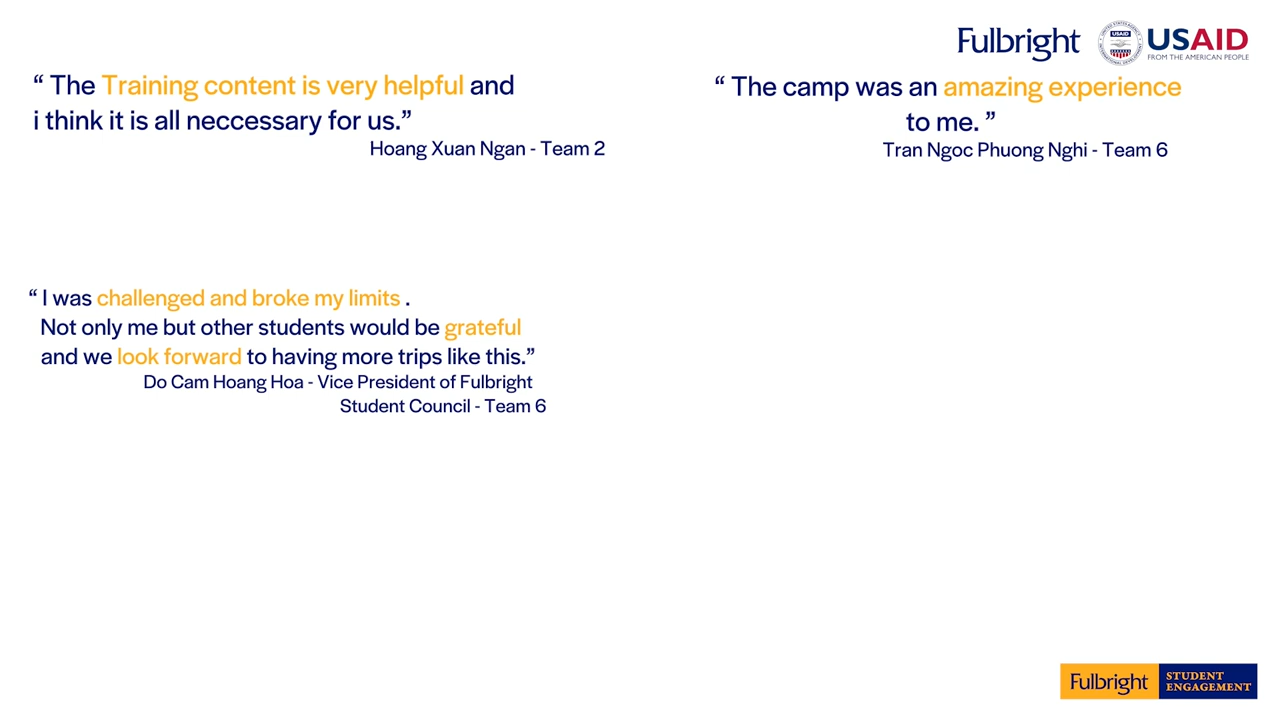 Fulbright
USAID
FROM THE AMERICAN PEOPLE
“ The Training content is very helpful and
i think it is all neccessary for us.”
Hoang Xuan Ngan - Team 2
“ The camp was an amazing experience
to me. ”
Tran Ngoc Phuong Nghi - Team 6
“ I was challenged and broke my limits .
Not only me but other students would be grateful
and we look forward to having more trips like this.”
Do Cam Hoang Hoa - Vice President of Fulbright
Student Council - Team 6
Fulbright
STUDENT
ENGAGEMENT